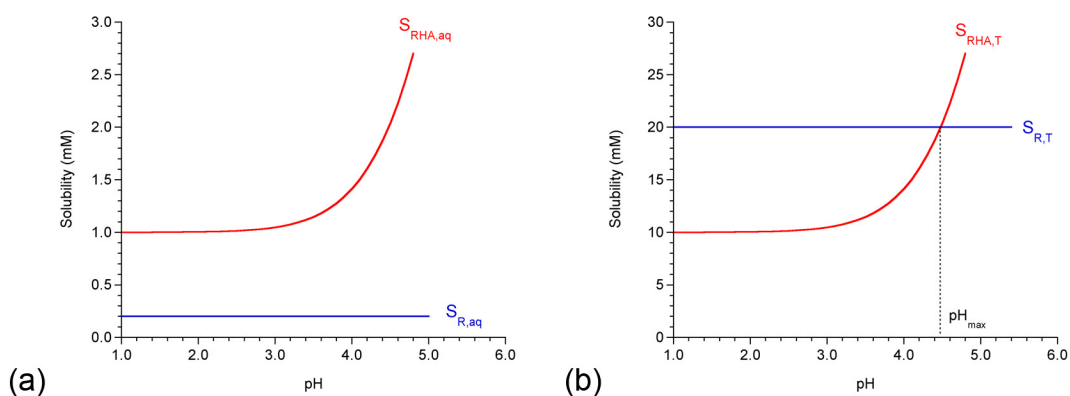 S_RHA,aq
3.0
2.5
2.0
1.5
1.0
0.5
0.0
Solubility (mM)
S_R,aq
1.0 2.0 3.0 4.0 5.0 6.0
pH
(a)
S_RHA,T
30
25
20
15
10
5
0
Solubility (mM)
S_R,T
pH_max
1.0 2.0 3.0 4.0 5.0 6.0
pH
(b)